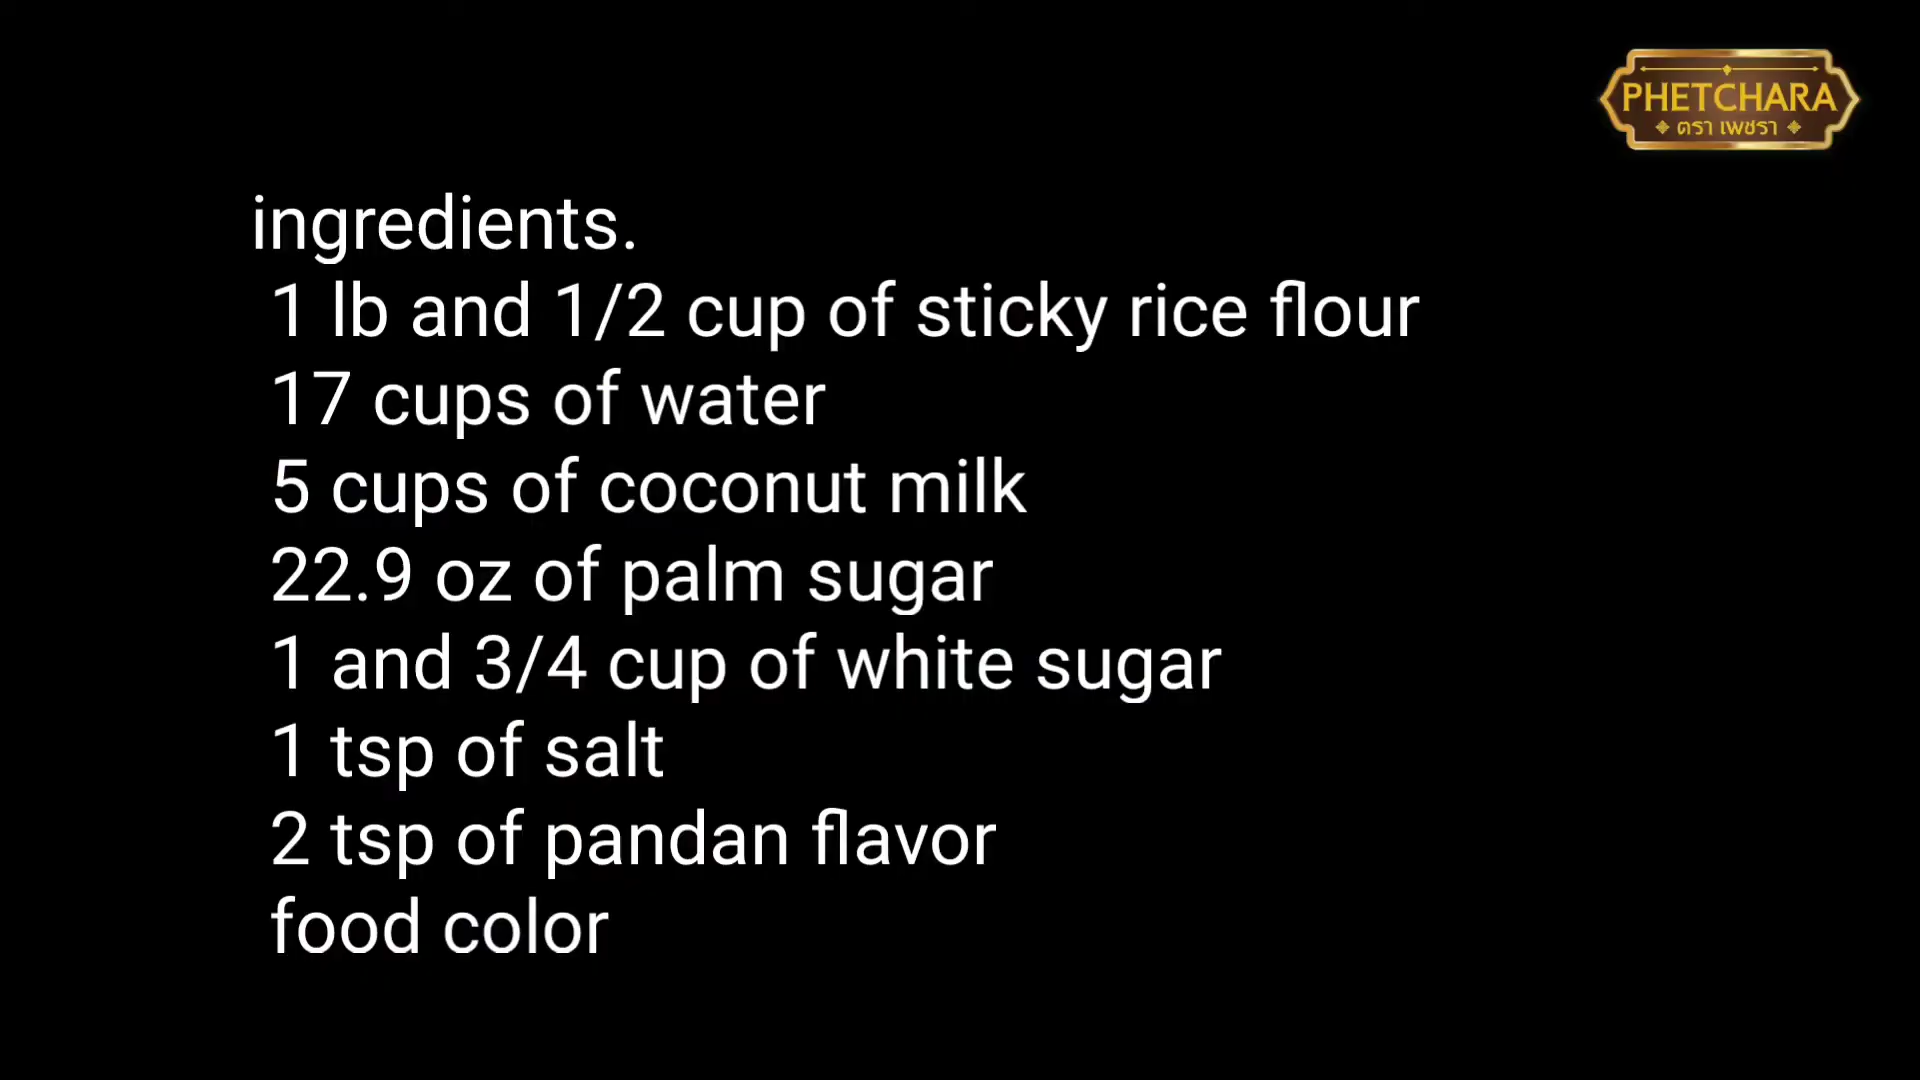 PHETCHARA
ตรา เพชรา
ingredients.
1 lb and 1/2 cup of sticky rice flour
17 cups of water
5 cups of coconut milk
22.9 oz of palm sugar
1 and 3/4 cup of white sugar
1 tsp of salt
2 tsp of pandan flavor
food color